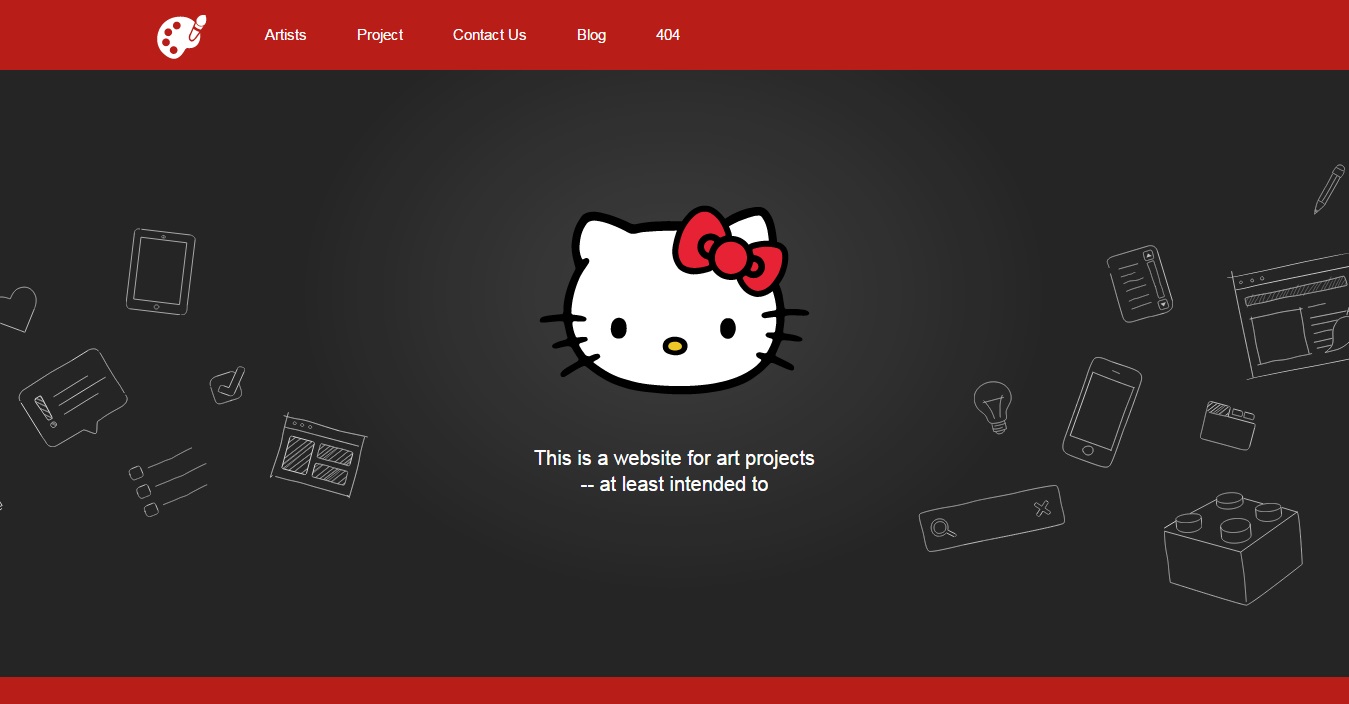 Artists
Project
Contact Us
Blog
404
This is a website for art projects
-- at least intended to